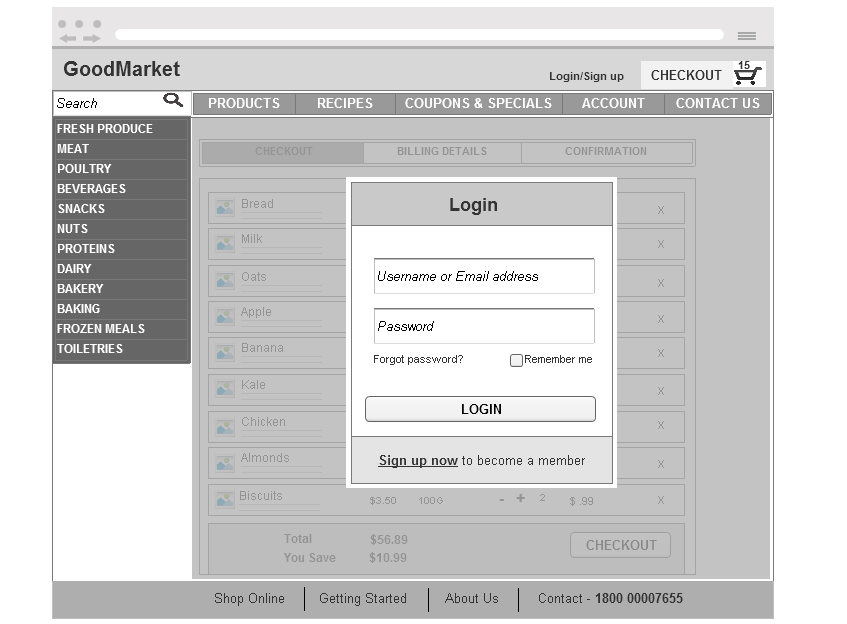 GoodMarket
Login/Sign up
CHECKOUT
15
Search
PRODUCTS RECIPES COUPONS & SPECIALS ACCOUNT CONTACT US
FRESH PRODUCE
MEAT
POULTRY
BEVERAGES
SNACKS
NUTS
PROTEINS
DAIRY
BAKERY
BAKING
FROZEN MEALS
TOILETRIES
CHECKOUT BILLING DETAILS CONFIRMATION
Bread X
Milk X
Oats X
Apple X
Banana X
Kale X
Chicken X
Almonds X
Biscuits $3.50 100G - + 2 $ .99 X
Login
Username or Email address
Password
Forgot password? Remember me
LOGIN
Sign up now to become a member
Total $56.89
You Save $10.99
CHECKOUT
Shop Online Getting Started About Us Contact - 1800 00007655